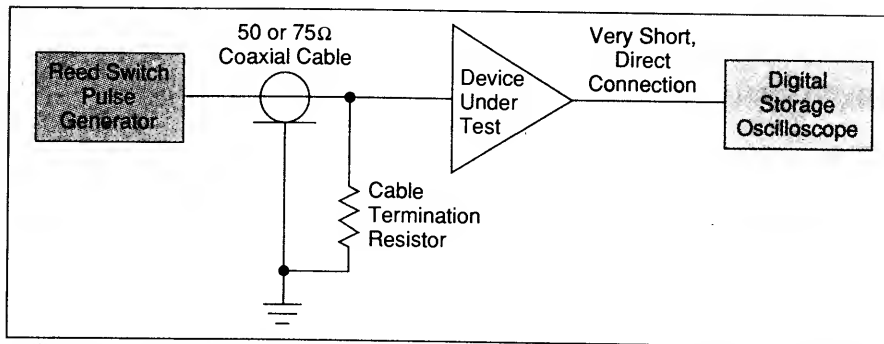 50 or 75Ω
Coaxial Cable
Reed Switch
Pulse
Generator
Device
Under
Test
Very Short,
Direct
Connection
Digital
Storage
Oscilloscope
Cable
Termination
Resistor